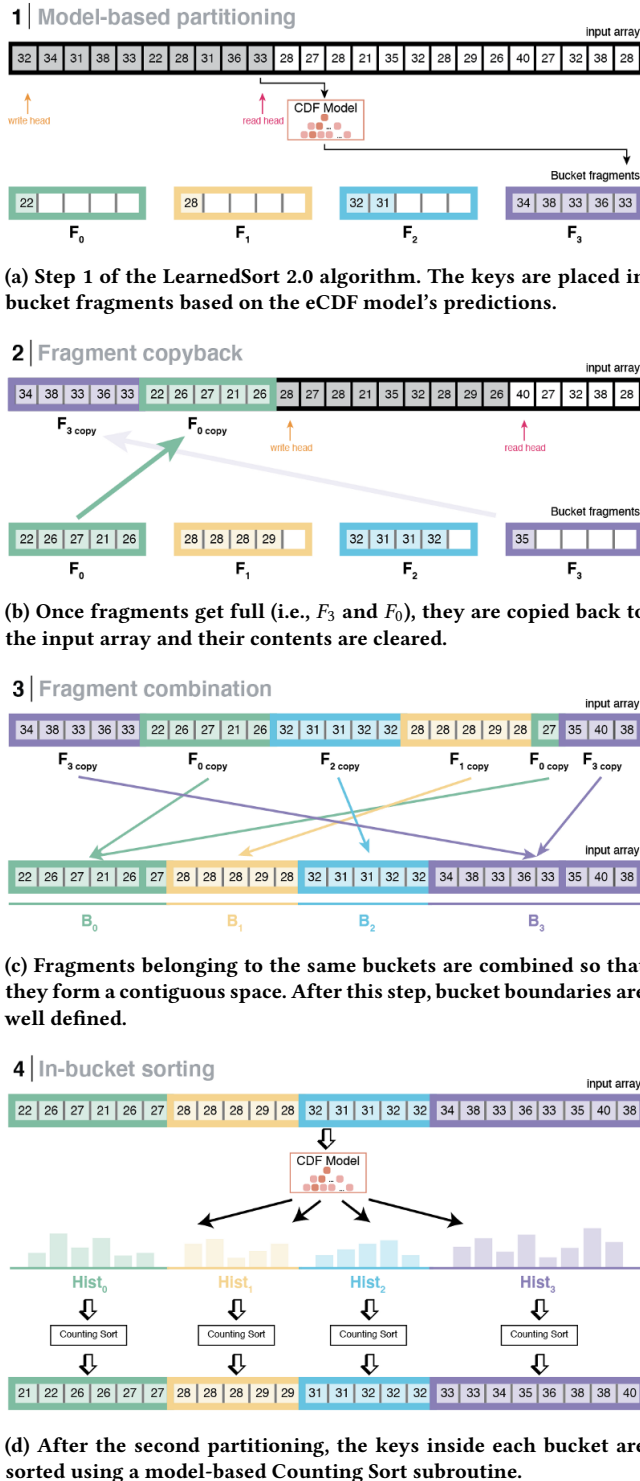 1 | Model-based partitioning
input array
32 34 31 38 33 22 28 31 36 33 28 27 28 21 35 32 28 29 26 40 27 32 38 28
write head
read head
CDF Model
...
...
Bucket fragments
22 28 32 31 34 38 33 36 33
F0 F1 F2 F3
(a) Step 1 of the LearnedSort 2.0 algorithm. The keys are placed in
bucket fragments based on the eCDF model's predictions.
2 | Fragment copyback
input array
34 38 33 36 33 22 26 27 21 26 28 27 28 21 35 32 28 29 26 40 27 32 38 28
F3 copy F0 copy
write head
read head
Bucket fragments
22 26 27 21 26 28 28 28 29 32 31 31 32 35
F0 F1 F2 F3
(b) Once fragments get full (i.e., F3 and F0), they are copied back to
the input array and their contents are cleared.
3 | Fragment combination
input array
34 38 33 36 33 22 26 27 21 26 32 31 31 32 32 28 28 28 29 28 27 35 40 38
F3 copy F0 copy F2 copy F1 copy F0 copy F3 copy
input array
22 26 27 21 26 27 28 28 28 28 28 32 31 31 32 32 34 38 33 36 33 35 40 38
B0 B1 B2 B3
(c) Fragments belonging to the same buckets are combined so that
they form a contiguous space. After this step, bucket boundaries are
well defined.
4 | In-bucket sorting
input array
22 26 27 21 26 27 28 28 28 29 28 32 31 31 32 32 34 38 33 36 33 35 40 38
CDF Model
...
...
Hist0 Hist1 Hist2 Hist3
Counting Sort Counting Sort Counting Sort Counting Sort
21 22 26 26 27 27 28 28 28 29 29 31 31 32 32 32 33 33 34 35 36 38 38 40
(d) After the second partitioning, the keys inside each bucket are
sorted using a model-based Counting Sort subroutine.